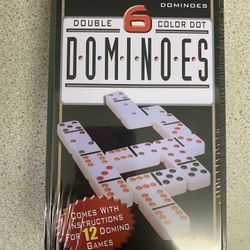 DOMINOES
DOUBLE 6 COLOR DOT
DOMINOES
COMES WITH
INSTRUCTIONS
FOR 12 DOMINO
GAMES